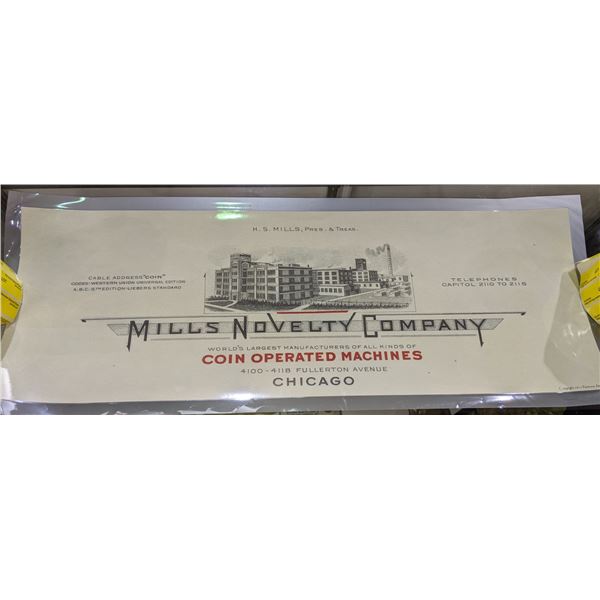 H. S. MILLS, PRES. & TREAS.
CABLE ADDRESS "COIN"
CODES: WESTERN UNION UNIVERSAL EDITION
A.B.C. 5TH EDITION LIEBERS STANDARD
TELEPHONES
CAPITOL 2110 TO 2115
MILLS NOVELTY COMPANY
WORLD'S LARGEST MANUFACTURERS OF ALL KINDS OF
COIN OPERATED MACHINES
4100-4118 FULLERTON AVENUE
CHICAGO